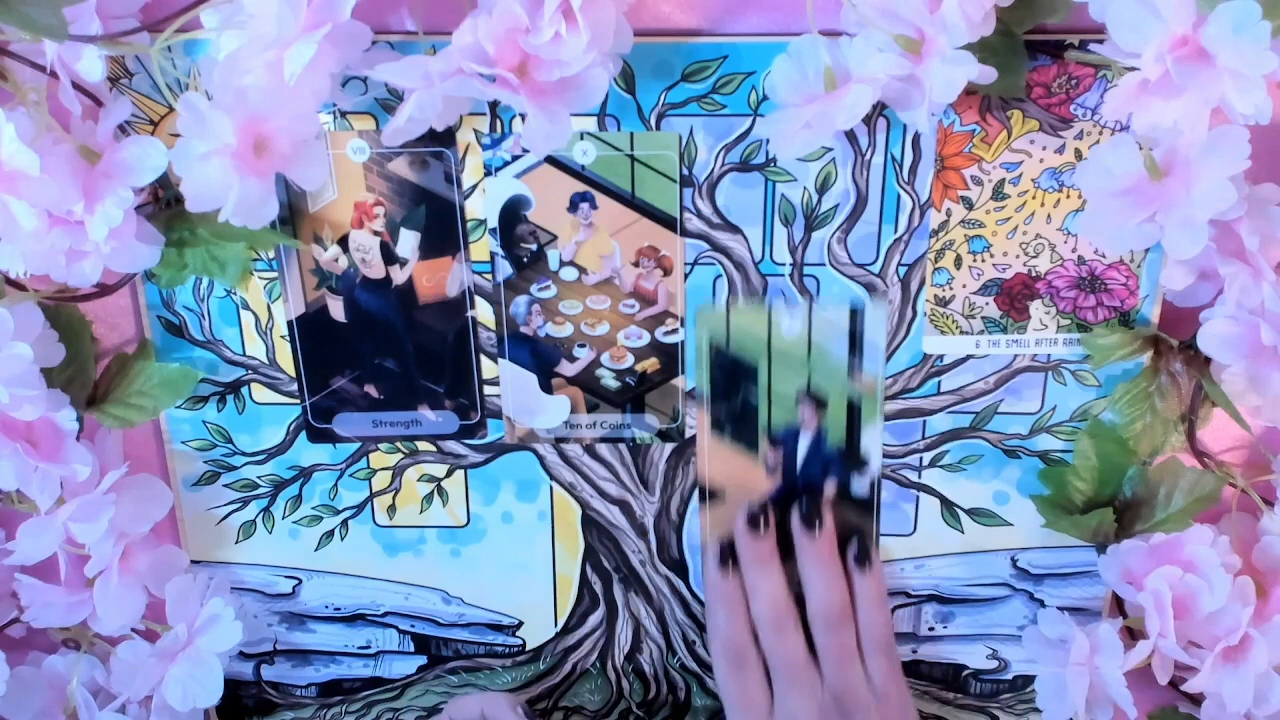 VIII
X
Strength
Ten of Coins
6. THE SMELL AFTER RAIN